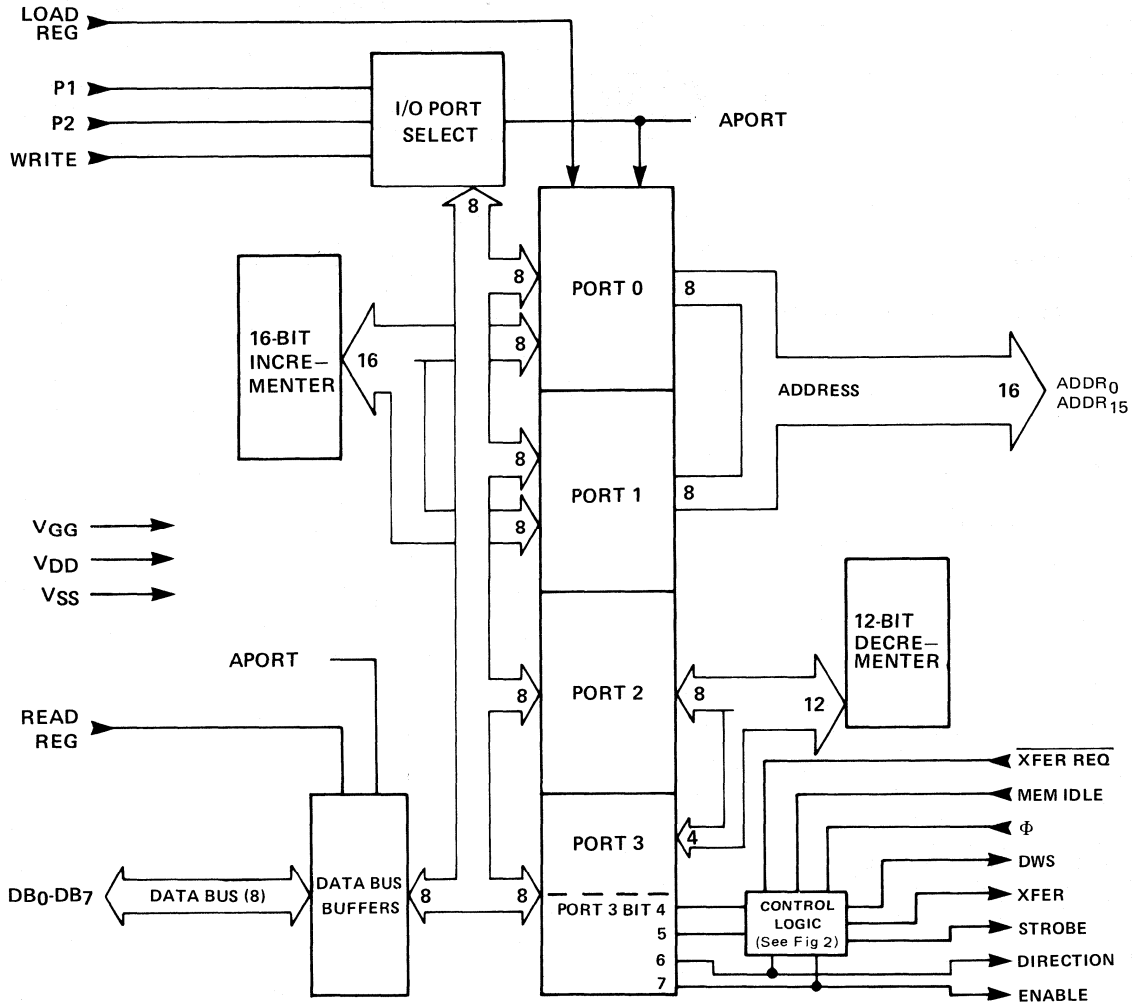 LOAD
REG
P1
P2
WRITE
I/O PORT
SELECT
APORT
8
16-BIT
INCRE–
MENTER
16
8
8
PORT 0
8
8
8
PORT 1
8
ADDRESS
16
ADDR0
ADDR15
VGG
VDD
VSS
APORT
READ
REG
8
PORT 2
8
12
12-BIT
DECRE–
MENTER
PORT 3
4
DB0-DB7
DATA BUS (8)
DATA BUS
BUFFERS
8
8
PORT 3 BIT 4
5
6
7
CONTROL
LOGIC
(See Fig 2)
XFER REQ
MEM IDLE
Φ
DWS
XFER
STROBE
DIRECTION
ENABLE